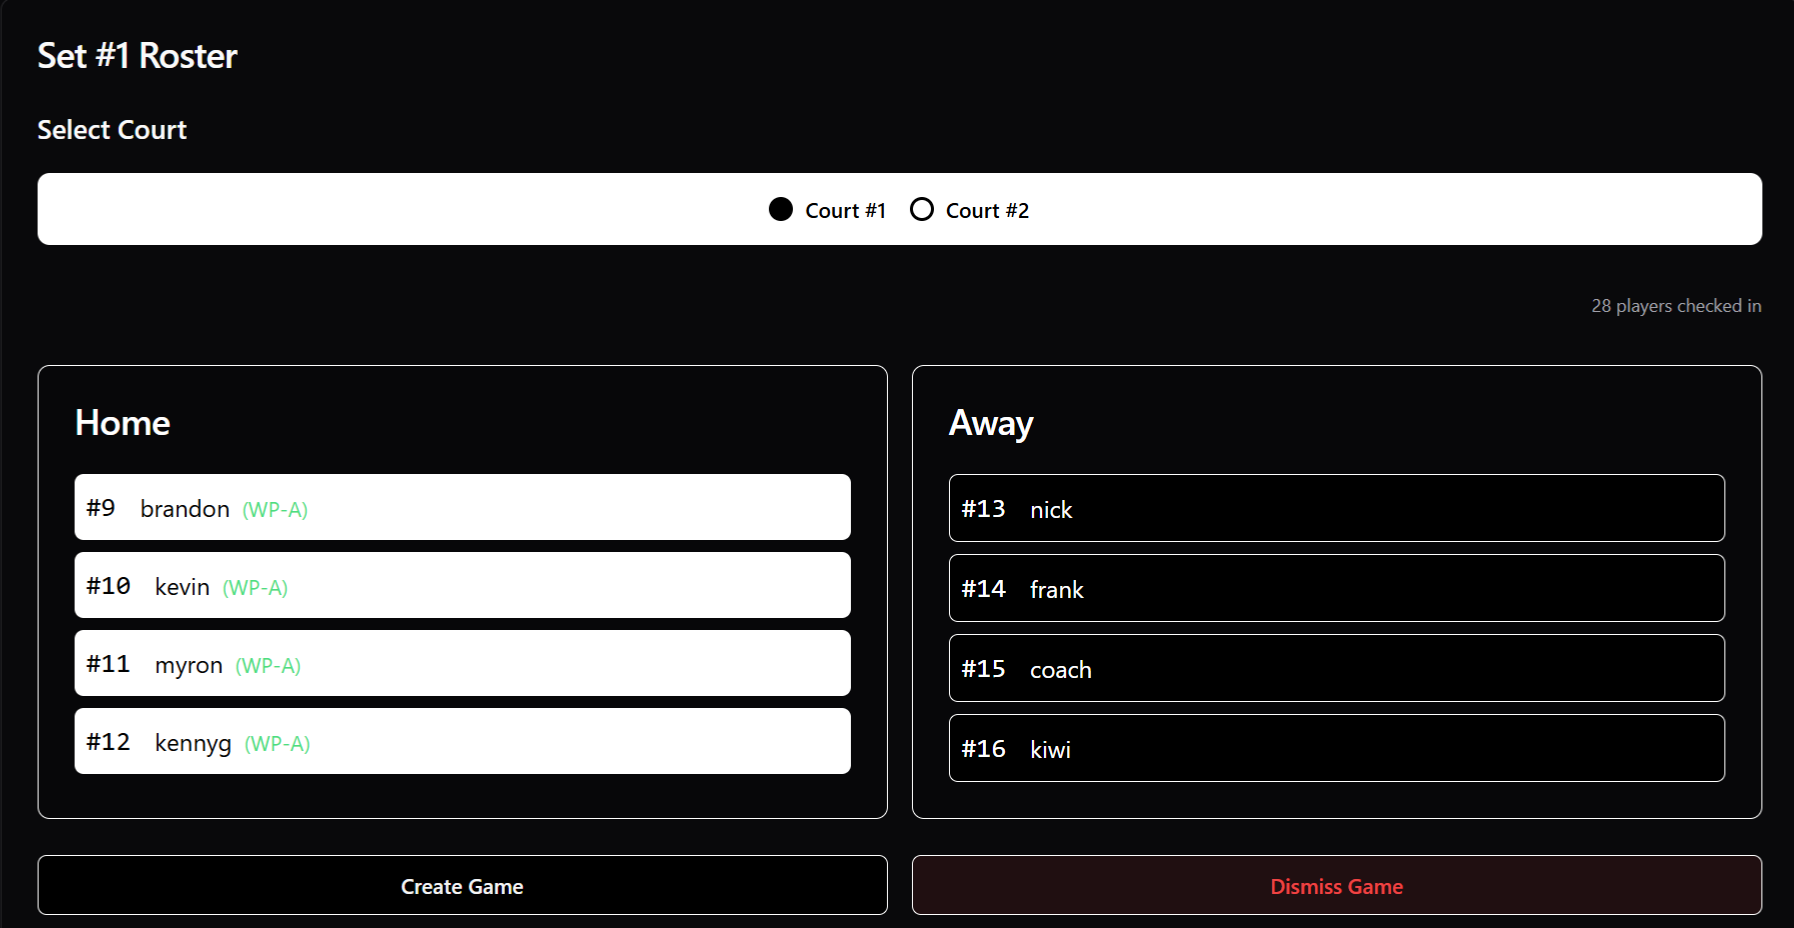 Set #1 Roster
Select Court
Court #1 Court #2
28 players checked in
Home
#9 brandon (WP-A)
#10 kevin (WP-A)
#11 myron (WP-A)
#12 kennyg (WP-A)
Away
#13 nick
#14 frank
#15 coach
#16 kiwi
Create Game
Dismiss Game